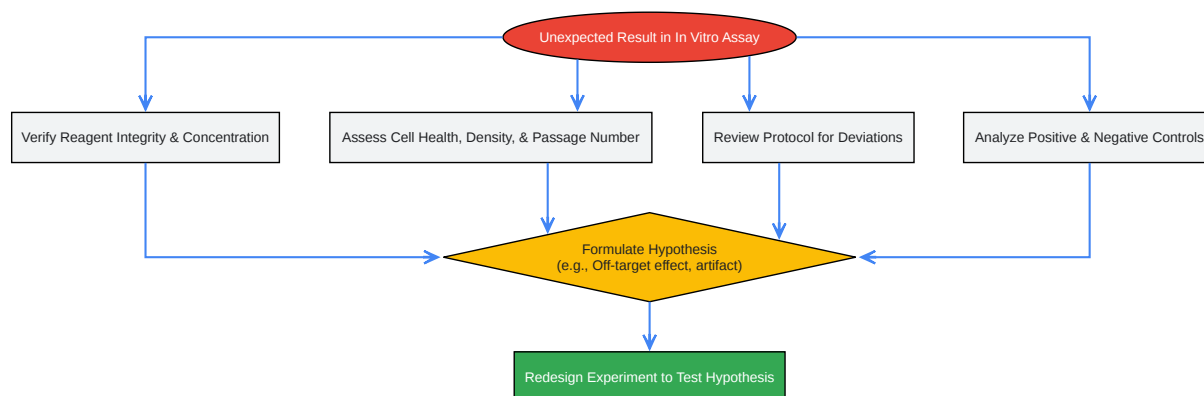 Unexpected Result in In Vitro Assay
Verify Reagent Integrity & Concentration
Assess Cell Health, Density, & Passage Number
Review Protocol for Deviations
Analyze Positive & Negative Controls
Formulate Hypothesis
(e.g., Off-target effect, artifact)
Redesign Experiment to Test Hypothesis